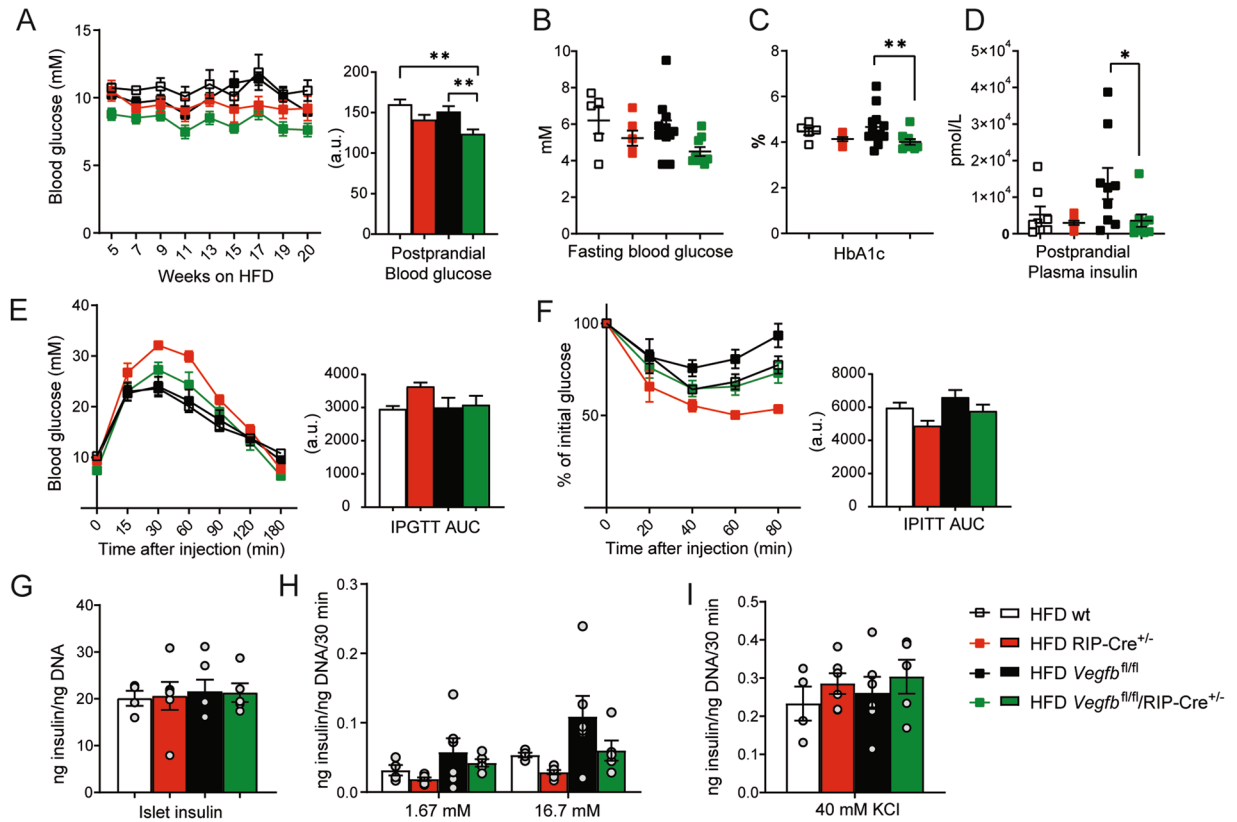 A
Blood glucose (mM)
15
10
5
0
5
7
9
11
13
15
17
19
20
Weeks on HFD
**
**
200
150
100
50
0
(a.u.)
Postprandial
Blood glucose
B
10
8
6
4
2
0
mM
Fasting blood glucose
C
**
8
6
4
2
0
%
HbA1c
D
*
5×10⁴
4×10⁴
3×10⁴
2×10⁴
1×10⁴
0
pmol/L
Postprandial
Plasma insulin
E
Blood glucose (mM)
40
30
20
10
0
15
30
60
90
120
180
Time after injection (min)
4000
3000
2000
1000
0
(a.u.)
IPGTT AUC
F
% of initial glucose
100
50
0
20
40
60
80
Time after injection (min)
8000
6000
4000
2000
0
(a.u.)
IPITT AUC
G
ng insulin/ng DNA
40
30
20
10
0
Islet insulin
H
ng insulin/ng DNA/30 min
0.3
0.2
0.1
0.0
1.67 mM
16.7 mM
I
ng insulin/ng DNA/30 min
0.5
0.4
0.3
0.2
0.1
0.0
40 mM KCl
HFD wt
HFD RIP-Cre⁺/⁻
HFD Vegfbᶠˡ/ᶠˡ
HFD Vegfbᶠˡ/ᶠˡ/RIP-Cre⁺/⁻